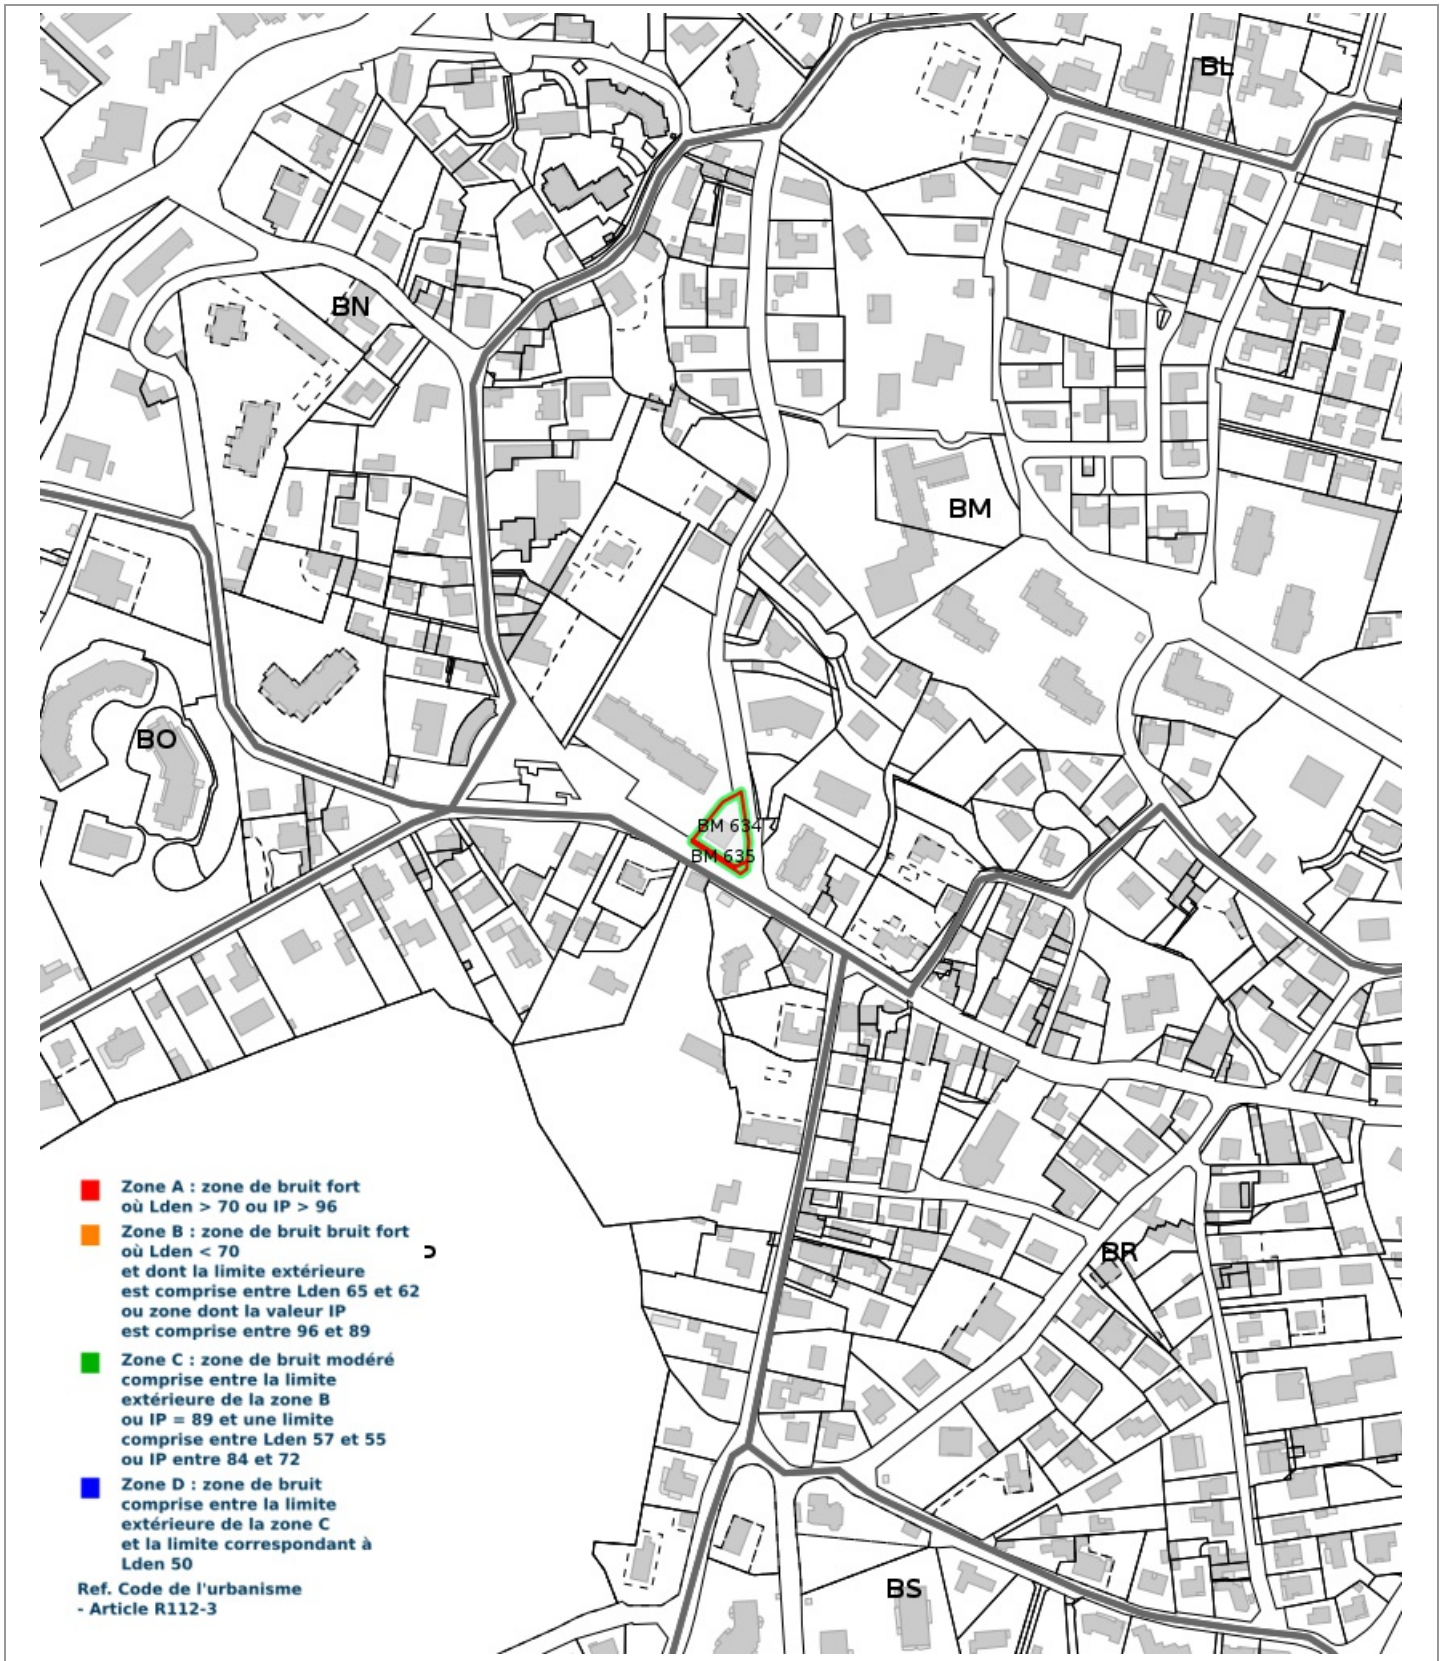 BL
BN
BM
BO
BM 634
BM 635
Zone A : zone de bruit fort
où Lden > 70 ou IP > 96
Zone B : zone de bruit bruit fort
où Lden < 70
et dont la limite extérieure
est comprise entre Lden 65 et 62
ou zone dont la valeur IP
est comprise entre 96 et 89
Zone C : zone de bruit modéré
comprise entre la limite
extérieure de la zone B
ou IP = 89 et une limite
comprise entre Lden 57 et 55
ou IP entre 84 et 72
Zone D : zone de bruit
comprise entre la limite
extérieure de la zone C
et la limite correspondant à
Lden 50
Ref. Code de l'urbanisme
- Article R112-3
BR
BS